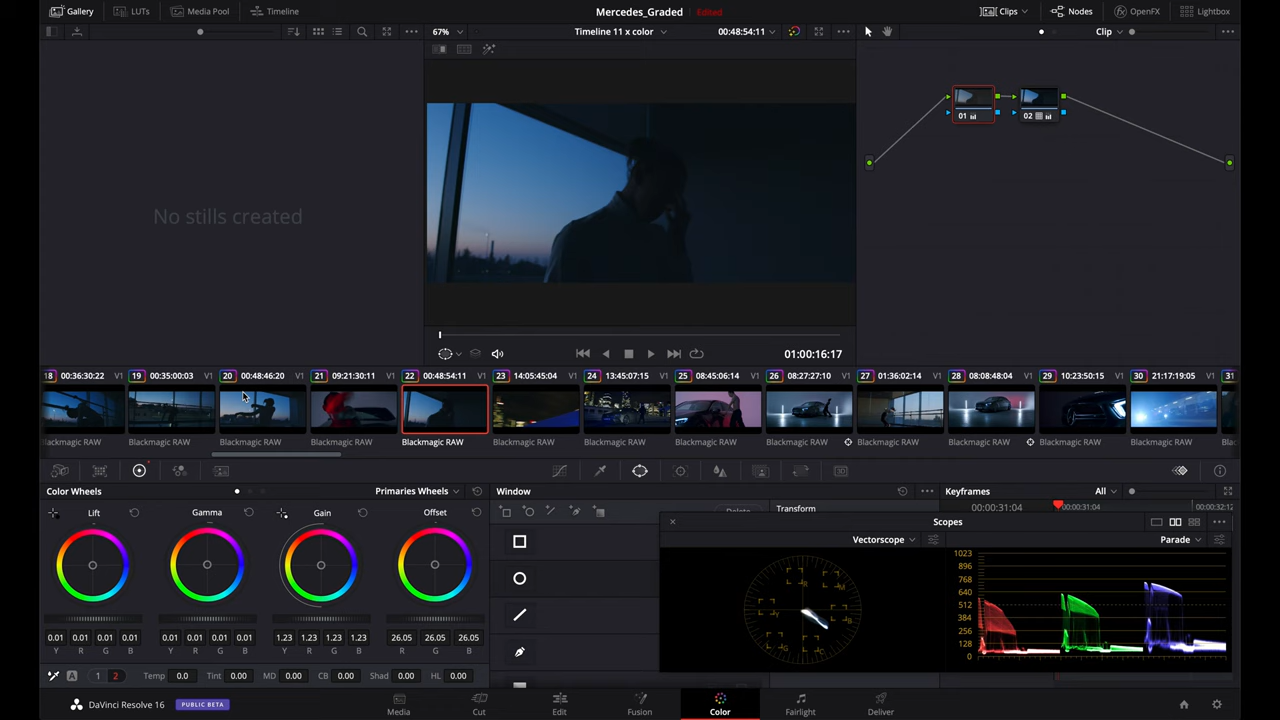 Gallery LUTs Media Pool Timeline Mercedes_Graded Edited Clips Nodes OpenFX Lightbox
67% Timeline 11 x color 00:48:54:11 Clip
01 02
No stills created
01:00:16:17
18 00:36:30:22 V1 19 00:35:00:03 V1 20 00:48:46:20 V1 21 09:21:30:11 V1 22 00:48:54:11 V1 23 14:05:45:04 V1 24 13:45:07:15 V1 25 08:45:06:14 V1 26 08:27:27:10 V1 27 01:36:02:14 V1 28 08:08:48:04 V1 29 10:23:50:15 V1 30 21:17:19:05 V1 31
lackmagic RAW Blackmagic RAW Blackmagic RAW Blackmagic RAW Blackmagic RAW Blackmagic RAW Blackmagic RAW Blackmagic RAW Blackmagic RAW Blackmagic RAW Blackmagic RAW Blackmagic RAW Blackmagic RAW
Color Wheels Primaries Wheels Window Keyframes All
Lift Gamma Gain Offset Delete Transform 00:00:31:04 00:00:31:04 00:00:32:12
Scopes
Vectorscope Parade
1023
896
768
640
512
384
256
128
0
R M B C G Y
0.01 0.01 0.01 0.01 0.01 0.01 0.01 0.01 1.23 1.23 1.23 1.23 26.05 26.05 26.05
Y R G B Y R G B Y R G B R G B
A 1 2 Temp 0.0 Tint 0.00 MD 0.00 CB 0.00 Shad 0.00 HL 0.00
DaVinci Resolve 16 PUBLIC BETA Media Cut Edit Fusion Color Fairlight Deliver